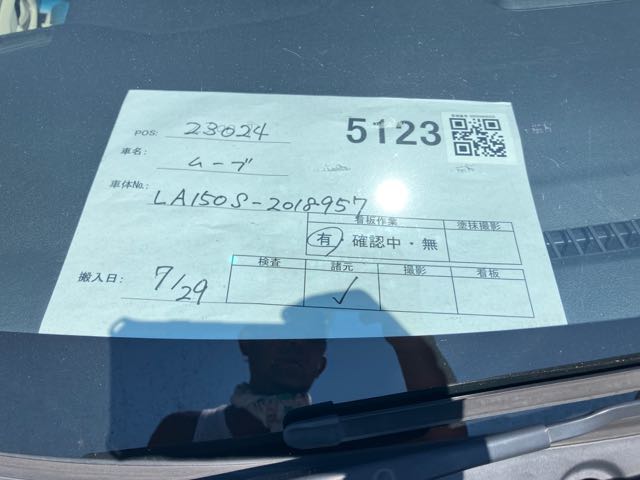 POS: 23024 5123
車名: ムーブ
車体No.: LA150S-2018957
看板作業 塗抹撮影
有・確認中・無
検査 諸元 撮影 看板
搬入日: 7/29 ✓